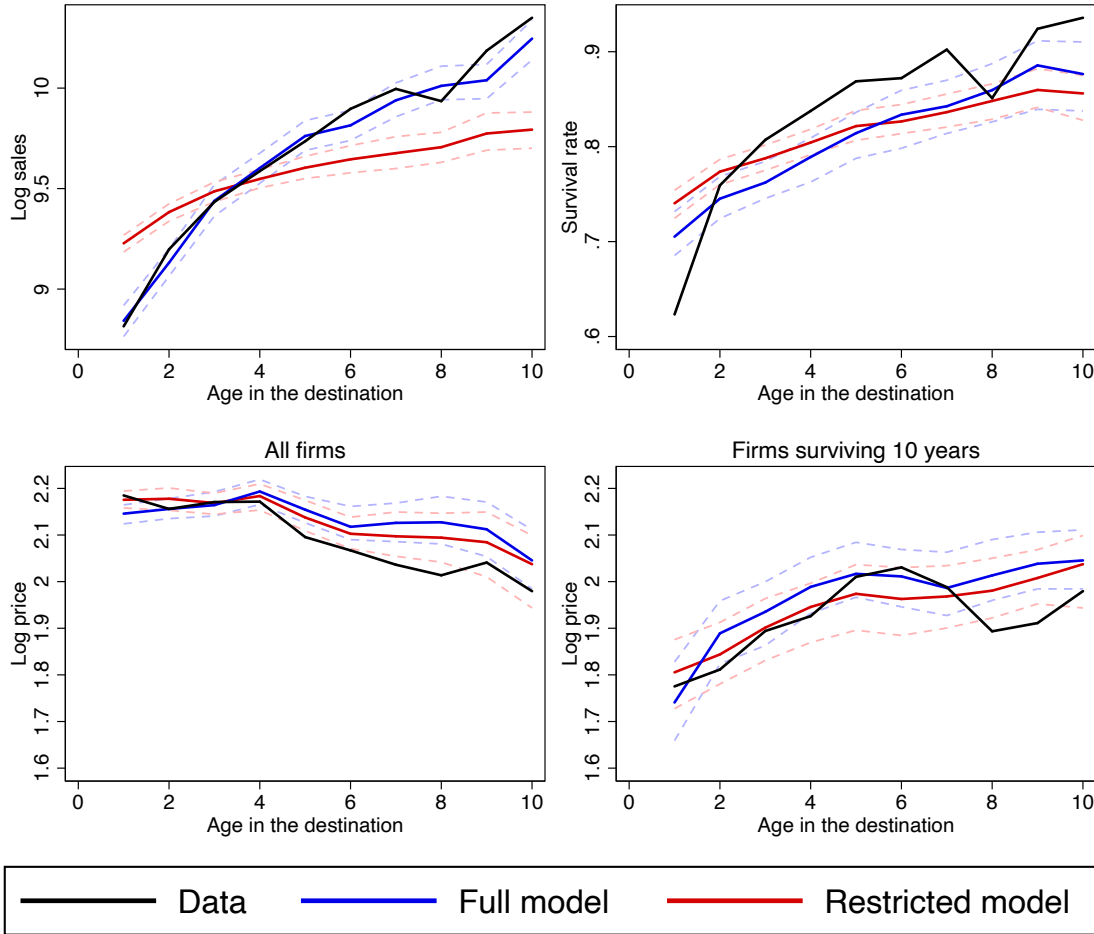 Log sales
10
9.5
9
0 2 4 6 8 10
Age in the destination
Survival rate
.9
.8
.7
.6
0 2 4 6 8 10
Age in the destination
All firms
Log price
2.2
2.1
2
1.9
1.8
1.7
1.6
0 2 4 6 8 10
Age in the destination
Firms surviving 10 years
Log price
2.2
2.1
2
1.9
1.8
1.7
1.6
0 2 4 6 8 10
Age in the destination
Data Full model Restricted model